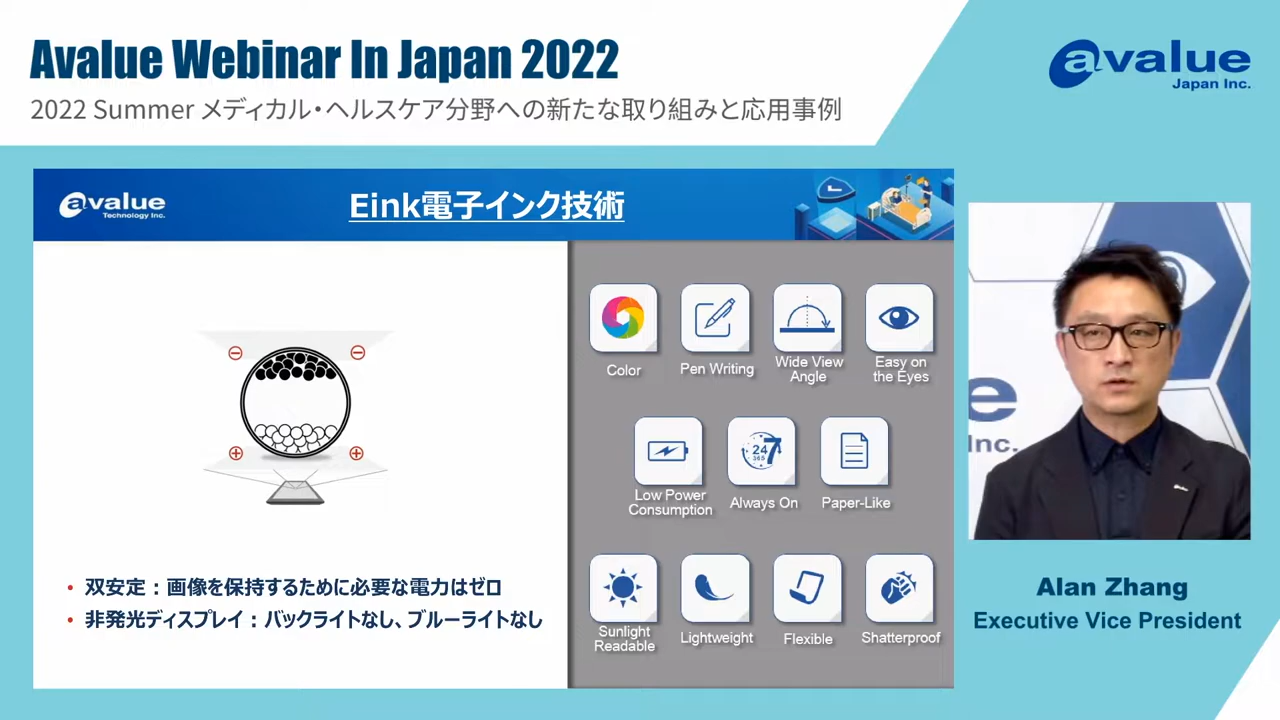 Avalue Webinar In Japan 2022
2022 Summer メディカル・ヘルスケア分野への新たな取り組みと応用事例
avalue
Japan Inc.
avalue
Technology Inc.
Eink電子インク技術
双安定：画像を保持するために必要な電力はゼロ
非発光ディスプレイ：バックライトなし、ブルーライトなし
Color
Pen Writing
Wide View
Angle
Easy on
the Eyes
24 7
365
Low Power
Consumption
Always On
Paper-Like
Sunlight
Readable
Lightweight
Flexible
Shatterproof
e
Inc.
Alan Zhang
Executive Vice President